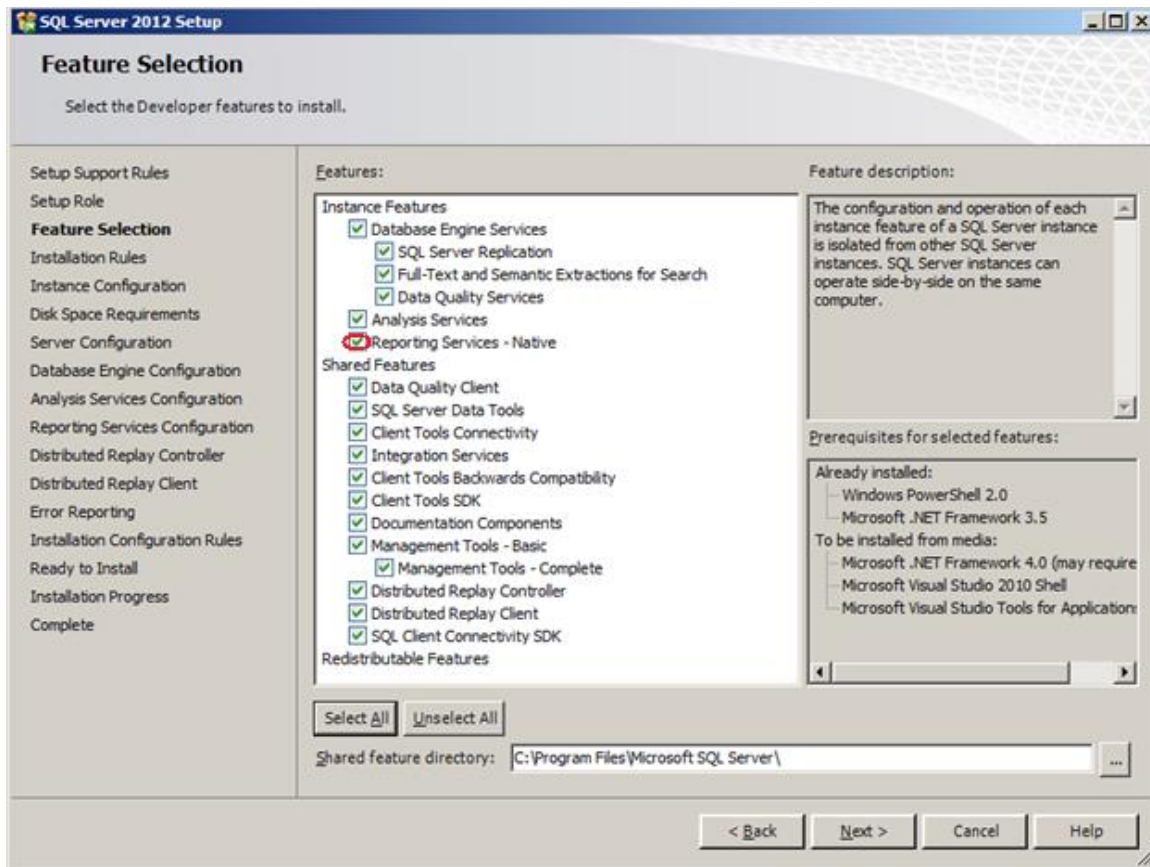 SQL Server 2012 Setup
Feature Selection
Select the Developer features to install.
Setup Support Rules
Setup Role
Feature Selection
Installation Rules
Instance Configuration
Disk Space Requirements
Server Configuration
Database Engine Configuration
Analysis Services Configuration
Reporting Services Configuration
Distributed Replay Controller
Distributed Replay Client
Error Reporting
Installation Configuration Rules
Ready to Install
Installation Progress
Complete
Features:
Instance Features
Database Engine Services
SQL Server Replication
Full-Text and Semantic Extractions for Search
Data Quality Services
Analysis Services
Reporting Services - Native
Shared Features
Data Quality Client
SQL Server Data Tools
Client Tools Connectivity
Integration Services
Client Tools Backwards Compatibility
Client Tools SDK
Documentation Components
Management Tools - Basic
Management Tools - Complete
Distributed Replay Controller
Distributed Replay Client
SQL Client Connectivity SDK
Redistributable Features
Feature description:
The configuration and operation of each
instance feature of a SQL Server instance
is isolated from other SQL Server
instances. SQL Server instances can
operate side-by-side on the same
computer.
Prerequisites for selected features:
Already installed:
Windows PowerShell 2.0
Microsoft .NET Framework 3.5
To be installed from media:
Microsoft .NET Framework 4.0 (may require
Microsoft Visual Studio 2010 Shell
Microsoft Visual Studio Tools for Applications
Select All
Unselect All
Shared feature directory:
C:\Program Files\Microsoft SQL Server\
...
< Back
Next >
Cancel
Help